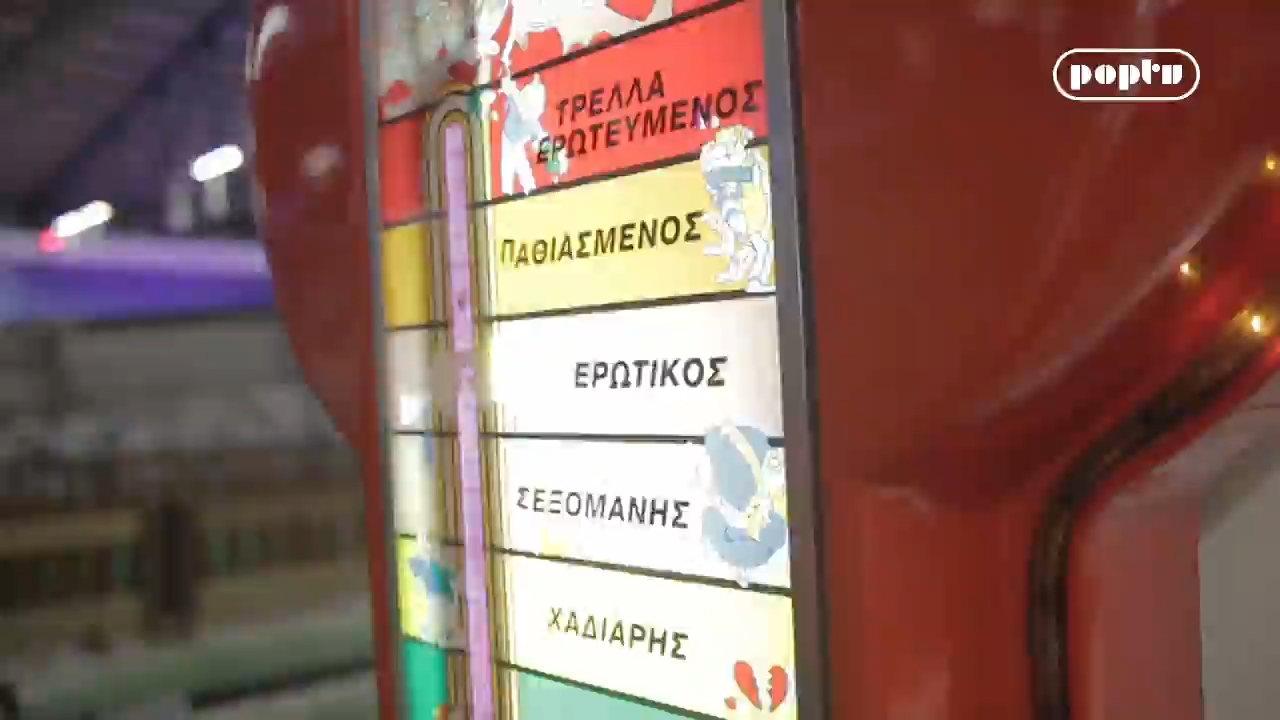 poptv
ΤΡΕΛΛΑ
ΕΡΩΤΕΥΜΕΝΟΣ
ΠΑΘΙΑΣΜΕΝΟΣ
ΕΡΩΤΙΚΟΣ
ΣΕΞΟΜΑΝΗΣ
ΧΑΔΙΑΡΗΣ